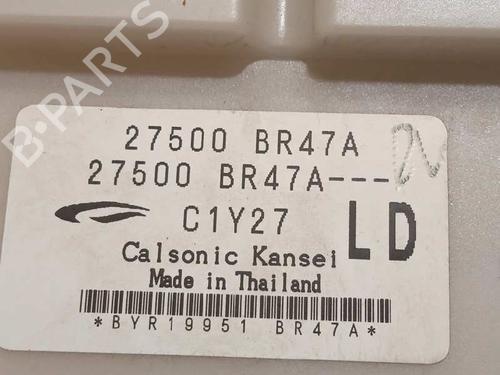 B-PARTS
27500 BR47A
27500 BR47A---
C1Y27
LD
Calsonic Kansei
Made in Thailand
*BYR19951 BR47A*